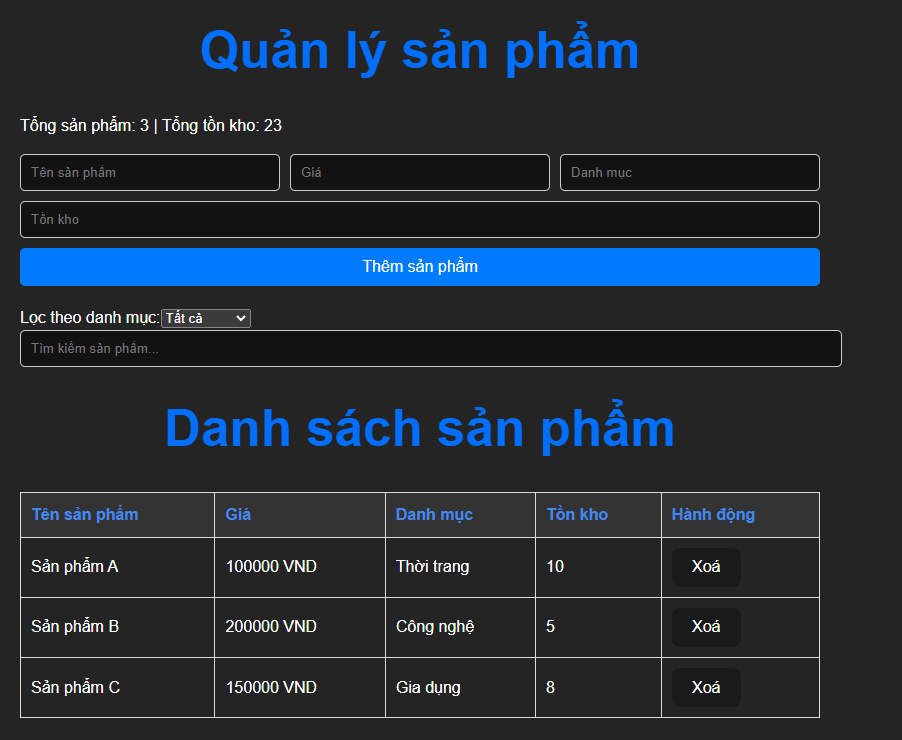 Quản lý sản phẩm
Tổng sản phẩm: 3 | Tổng tồn kho: 23
Tên sản phẩm Giá Danh mục
Tồn kho
Thêm sản phẩm
Lọc theo danh mục: Tất cả
Tìm kiếm sản phẩm...
Danh sách sản phẩm
Tên sản phẩm Giá Danh mục Tồn kho Hành động
Sản phẩm A 100000 VND Thời trang 10 Xoá
Sản phẩm B 200000 VND Công nghệ 5 Xoá
Sản phẩm C 150000 VND Gia dụng 8 Xoá